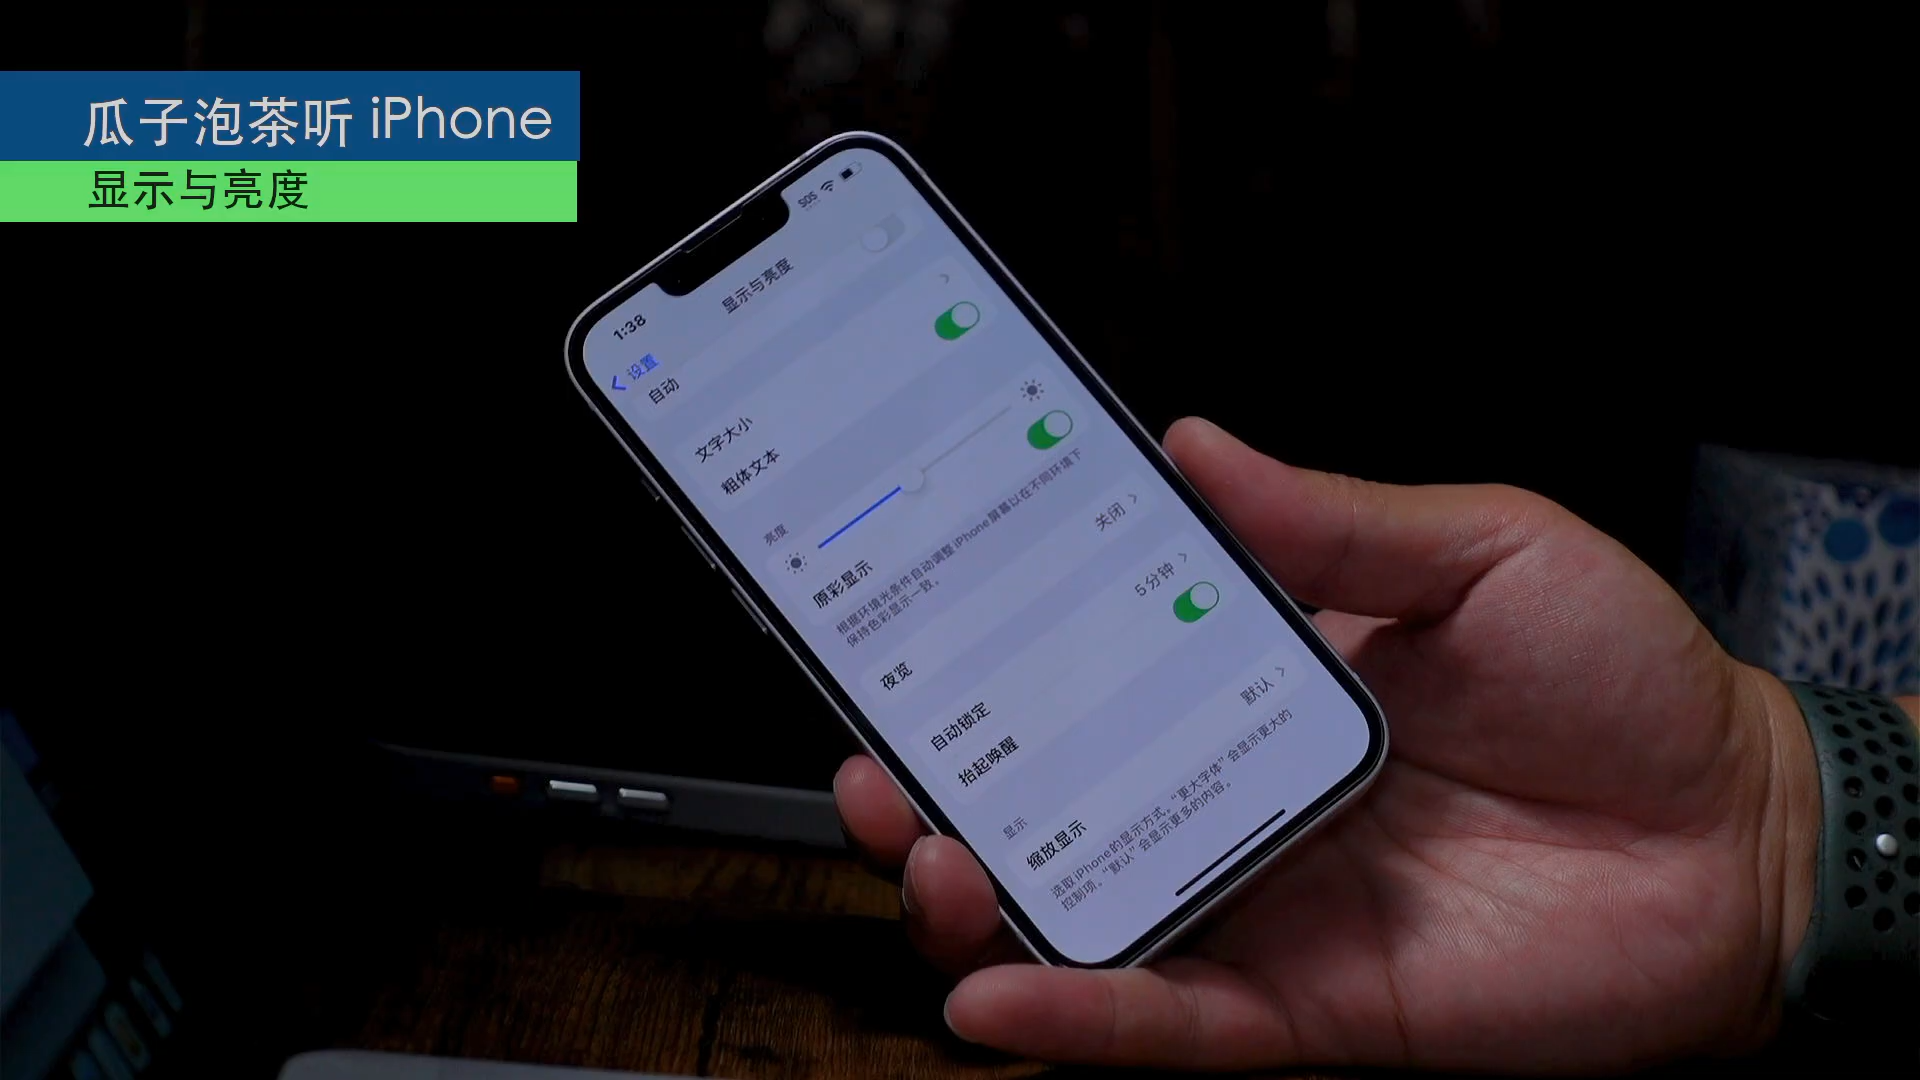 瓜子泡茶听 iPhone
显示与亮度
1:38
SOS
设置
显示与亮度
自动
文字大小
粗体文本
亮度
原彩显示
根据环境光条件自动调整 iPhone 屏幕以在不同环境下
保持色彩显示一致。
夜览
关闭
自动锁定
5 分钟
抬起唤醒
显示
缩放显示
默认
选取 iPhone 的显示方式。“更大字体”会显示更大的
控制项。“默认”会显示更多的内容。